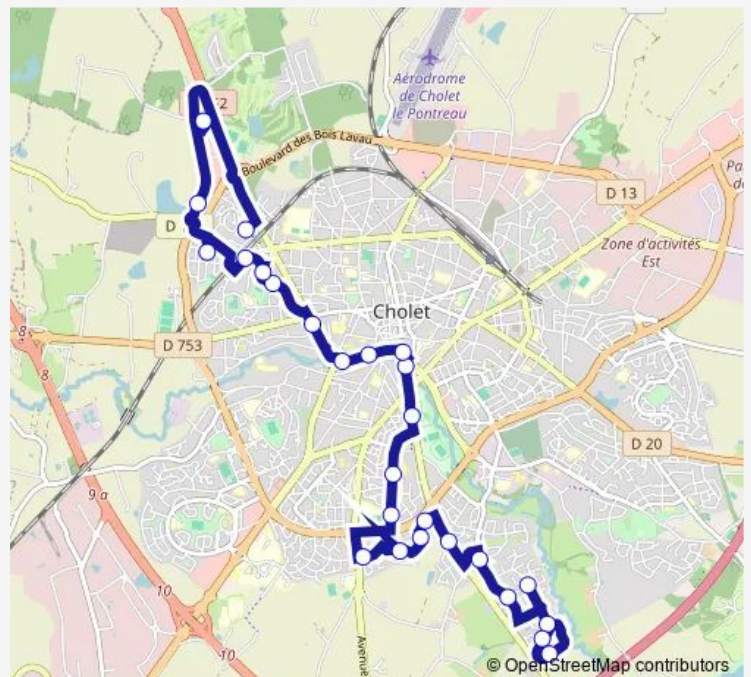 Aérodrome
de Cholet
le Pontreau
Boulevard des Bois Lavau
D 13
D
Zone d'activités
Est
Cholet
D 753
8
8
D 20
9 a
10
10
Avenue
© OpenStreetMap contributors